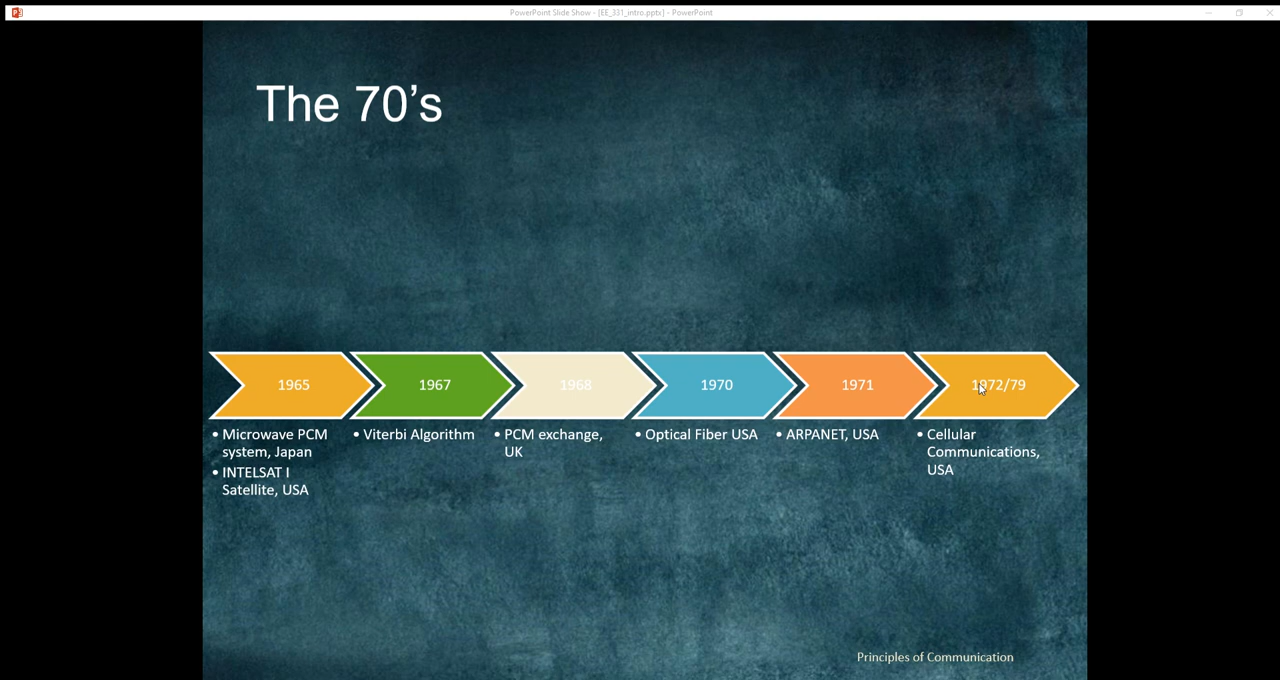 PowerPoint Slide Show - [EE_331_intro.pptx] - PowerPoint
The 70's
1965
1967
1968
1970
1971
1972/79
• Microwave PCM
system, Japan
• INTELSAT I
Satellite, USA
• Viterbi Algorithm
• PCM exchange,
UK
• Optical Fiber USA
• ARPANET, USA
• Cellular
Communications,
USA
Principles of Communication